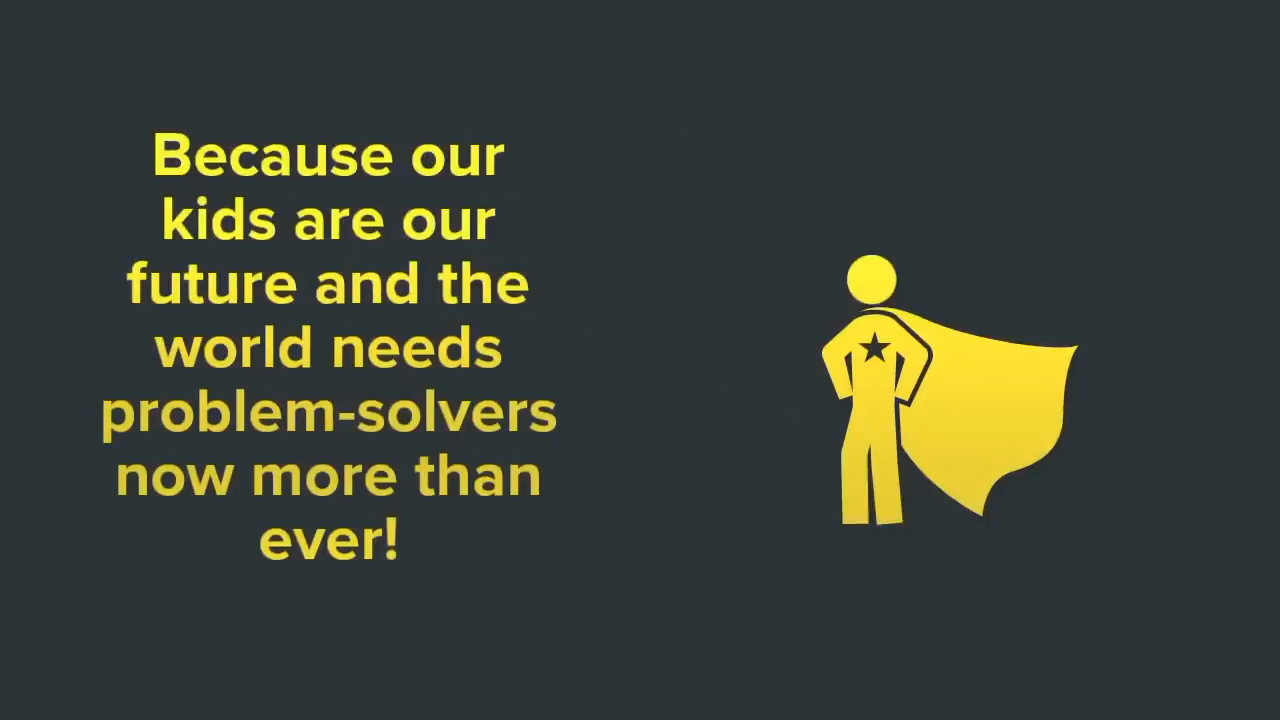 Because our
kids are our
future and the
world needs
problem-solvers
now more than
ever!